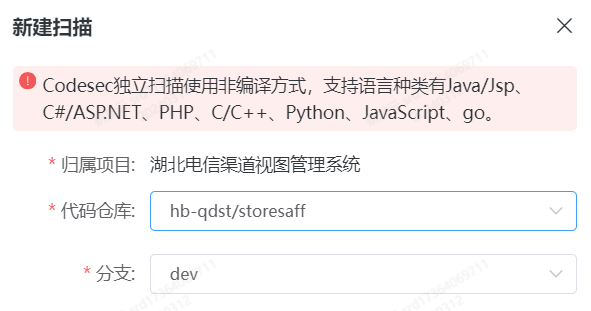 新建扫描
Codesec独立扫描使用非编译方式，支持语言种类有Java/Jsp、
C#/ASP.NET、PHP、C/C++、Python、JavaScript、go。
* 归属项目: 湖北电信渠道视图管理系统
* 代码仓库: hb-qdst/storesaff
* 分支: dev